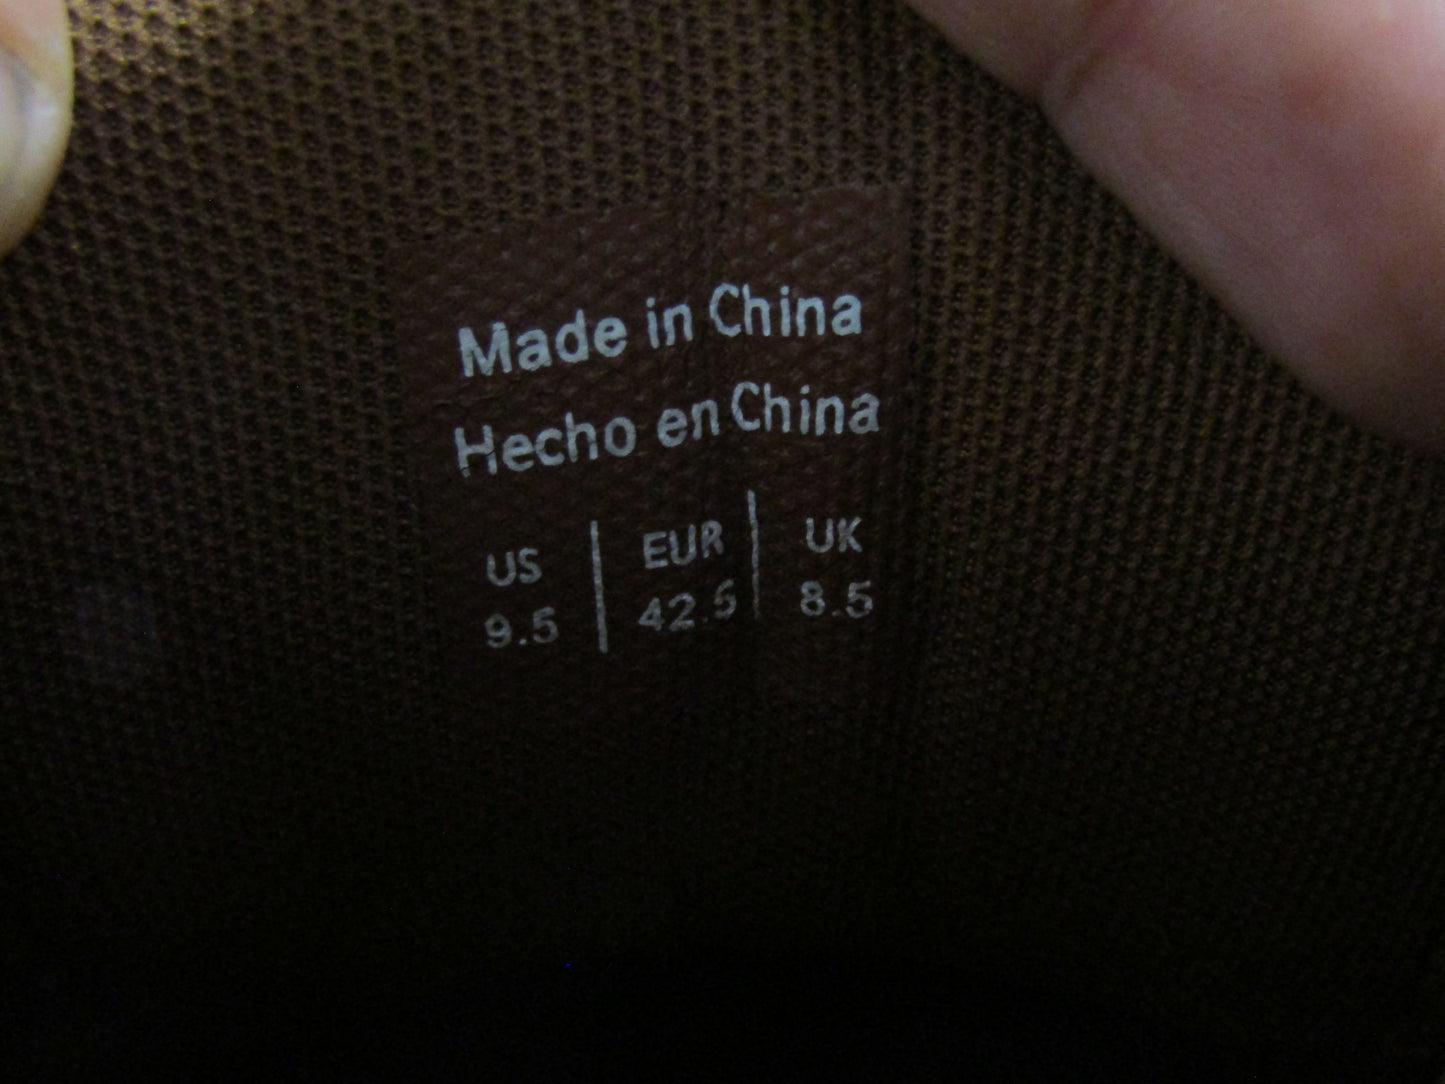 Made in China
Hecho en China
US | EUR | UK
9.5 | 42.5 | 8.5